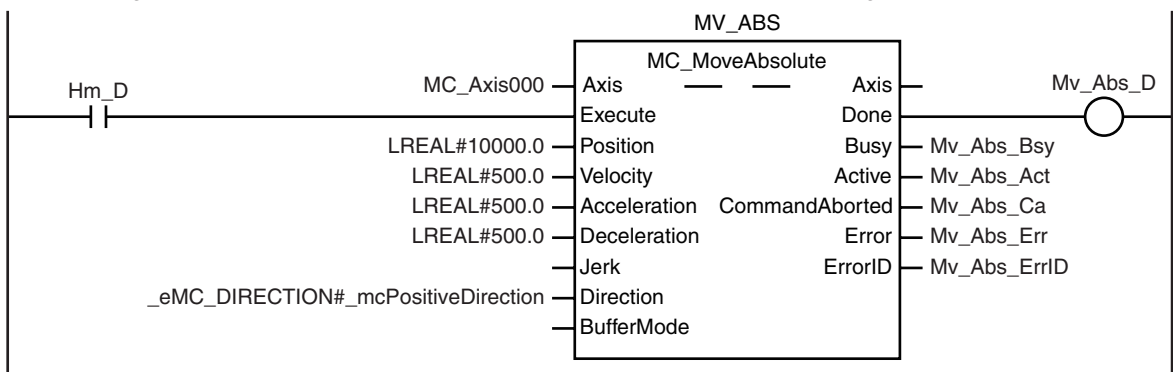 MV_ABS
MC_MoveAbsolute
Hm_D
MC_Axis000 Axis Axis Mv_Abs_D
Execute Done
LREAL#10000.0 Position Busy Mv_Abs_Bsy
LREAL#500.0 Velocity Active Mv_Abs_Act
LREAL#500.0 Acceleration CommandAborted Mv_Abs_Ca
LREAL#500.0 Deceleration Error Mv_Abs_Err
Jerk ErrorID Mv_Abs_ErrID
_eMC_DIRECTION#_mcPositiveDirection Direction
BufferMode